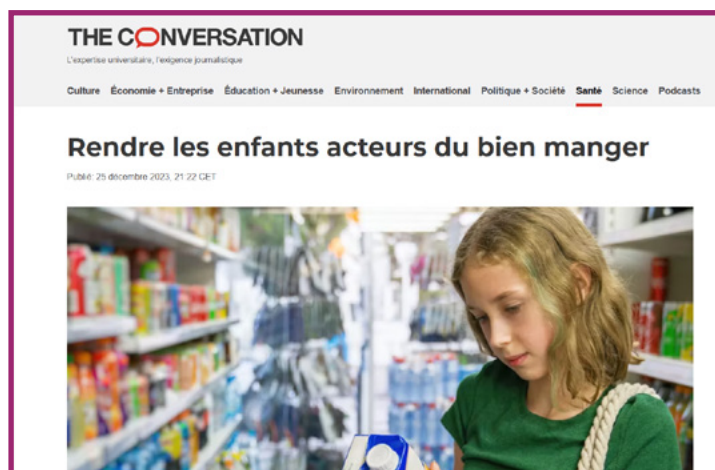 THE CONVERSATION
L'expertise universitaire, l'exigence journalistique
Culture Économie + Entreprise Éducation + Jeunesse Environnement International Politique + Société Santé Science Podcasts
Rendre les enfants acteurs du bien manger
Publié: 25 décembre 2023, 21:22 CET